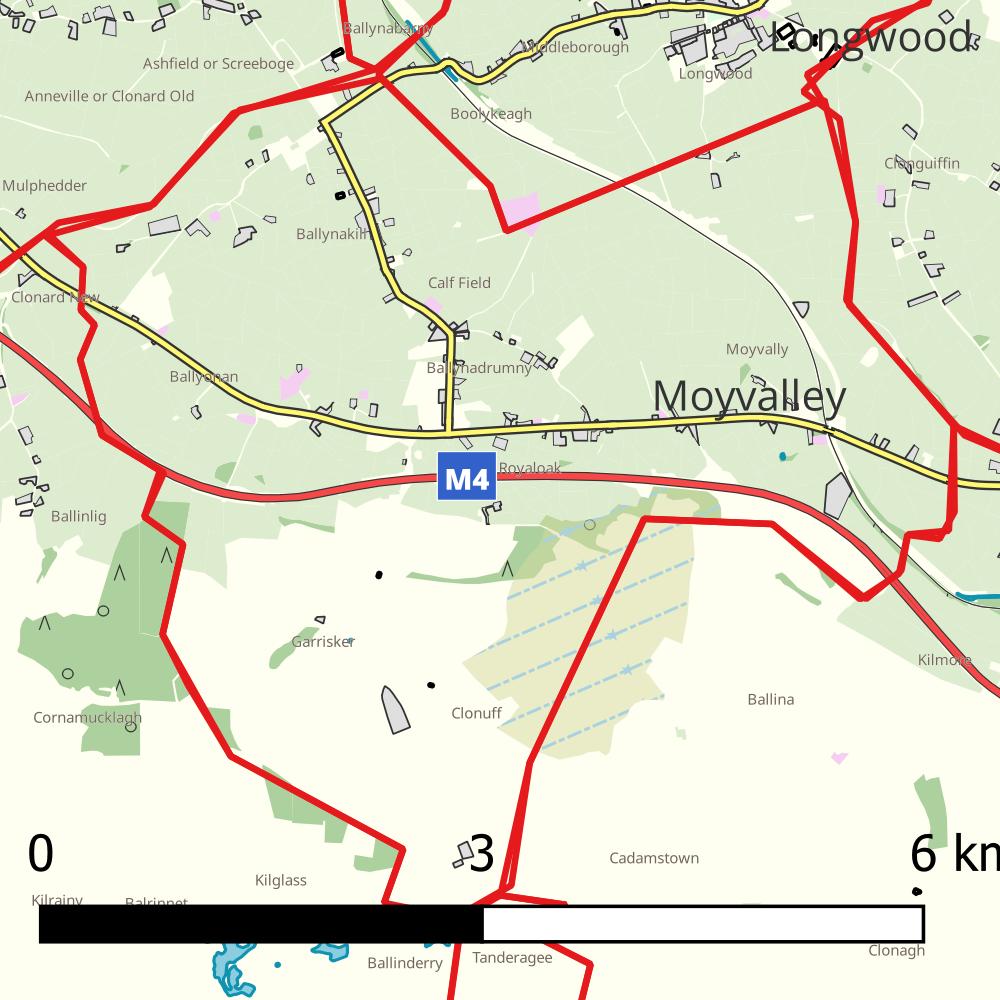 Ballynabarny
Longwood
Middleborough
Ashfield or Screeboge
Longwood
Anneville or Clonard Old
Boolykeagh
Clonguiffin
Mulphedder
Ballynakill
Calf Field
Clonard New
Moyvally
Ballynadrumny
Ballyonan
Moyvalley
Royaloak
M4
Ballinlig
Garrisker
Kilmore
Ballina
Clonuff
Cornamucklagh
0 3 6 km
Cadamstown
Kilglass
Kilrainy
Balrinnet
Clonagh
Tanderagee
Ballinderry